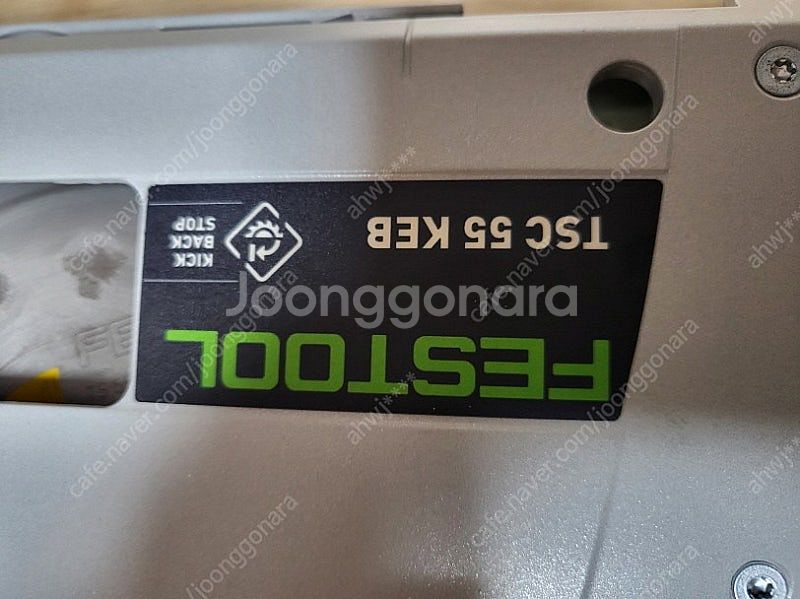 FESTOOL
TSC 55 KEB
KICK
BACK
STOP
Joonggonara
cafe.naver.com/joonggonara
ahwj****